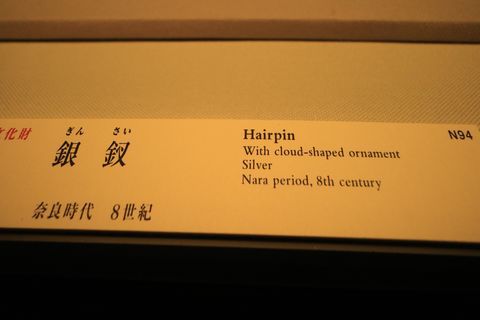 文化財
ぎん さい
銀 釵
奈良時代 8世紀
Hairpin
With cloud-shaped ornament
Silver
Nara period, 8th century
N94